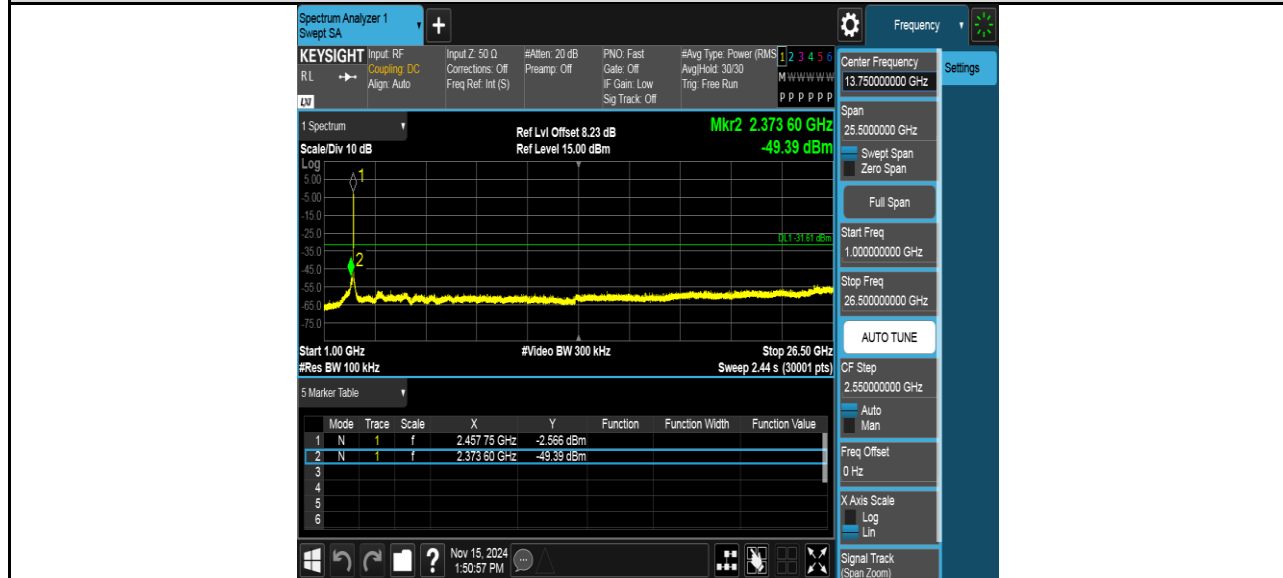 Spectrum Analyzer 1
Swept SA
+
Frequency
KEYSIGHT
RL
LXI
Input: RF
Coupling: DC
Align: Auto
Input Z: 50 Ω
Corrections: Off
Freq Ref: Int (S)
#Atten: 20 dB
Preamp: Off
PNO: Fast
Gate: Off
IF Gain: Low
Sig Track: Off
#Avg Type: Power (RMS
Avg|Hold: 30/30
Trig: Free Run
1 2 3 4 5 6
M W W W W W
P P P P P P
1 Spectrum
Scale/Div 10 dB
Ref Lvl Offset 8.23 dB
Ref Level 15.00 dBm
Mkr2 2.373 60 GHz
-49.39 dBm
Log
5.00
-5.00
-15.0
-25.0
-35.0
-45.0
-55.0
-65.0
-75.0
1
2
DL1 -31.61 dBm
Start 1.00 GHz
#Video BW 300 kHz
Stop 26.50 GHz
#Res BW 100 kHz
Sweep 2.44 s (30001 pts)
5 Marker Table
Mode Trace Scale X Y Function Function Width Function Value
1 N 1 f 2.457 75 GHz -2.566 dBm
2 N 1 f 2.373 60 GHz -49.39 dBm
3
4
5
6
?
Nov 15, 2024
1:50:57 PM
Center Frequency
13.750000000 GHz
Settings
Span
25.5000000 GHz
Swept Span
Zero Span
Full Span
Start Freq
1.000000000 GHz
Stop Freq
26.500000000 GHz
AUTO TUNE
CF Step
2.550000000 GHz
Auto
Man
Freq Offset
0 Hz
X Axis Scale
Log
Lin
Signal Track
(Span Zoom)